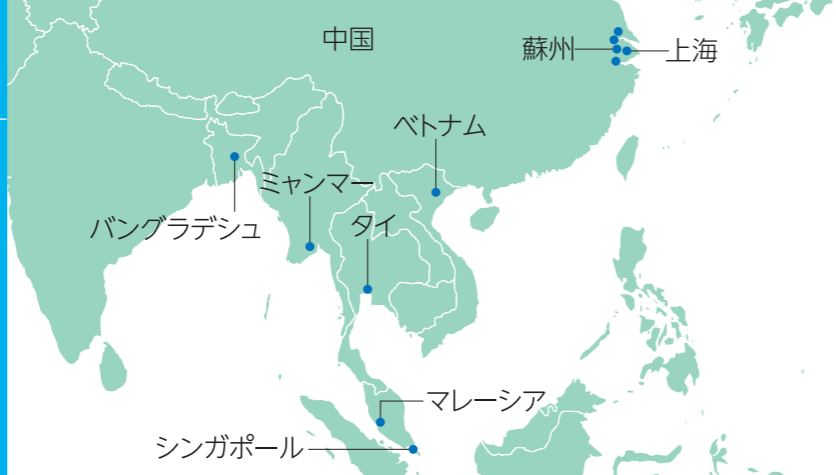 中国
蘇州
上海
ベトナム
ミャンマー
バングラデシュ
タイ
マレーシア
シンガポール